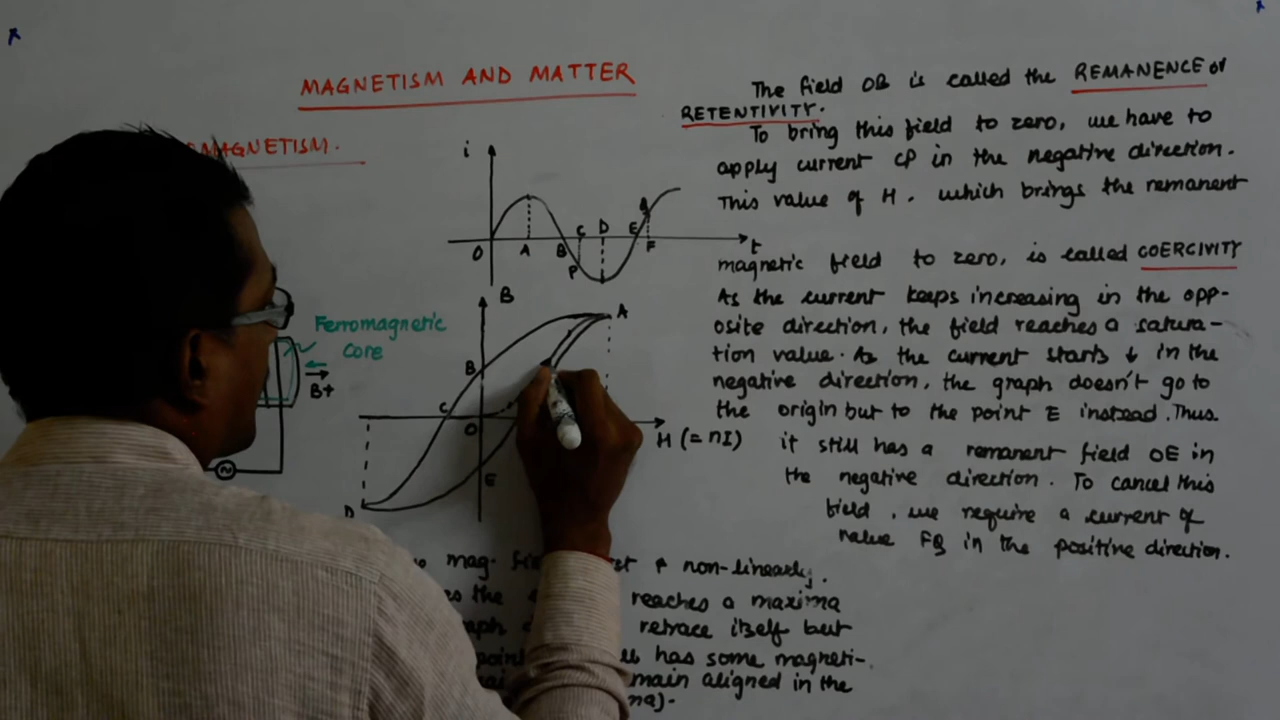 MAGNETISM AND MATTER
MAGNETISM.
i
O A B C D E F t
P Q
B
A
B
C
O
H (= nI)
E
D
Ferromagnetic
core
B+
The field OB is called the REMANENCE or
RETENTIVITY.
To bring this field to zero, we have to
apply current CP in the negative direction.
This value of H, which brings the remanent
magnetic field to zero, is called COERCIVITY
As the current keeps increasing in the opp-
osite direction, the field reaches a satura-
tion value. As the current starts ↓ in the
negative direction, the graph doesn't go to
the origin but to the point E instead. Thus
it still has a remanent field OE in
the negative direction. To cancel this
field, we require a current of
value FQ in the positive direction.
mag. ↑ non-linearly.
the reaches a maxima
retrace itself but
has some magneti-
main aligned in the